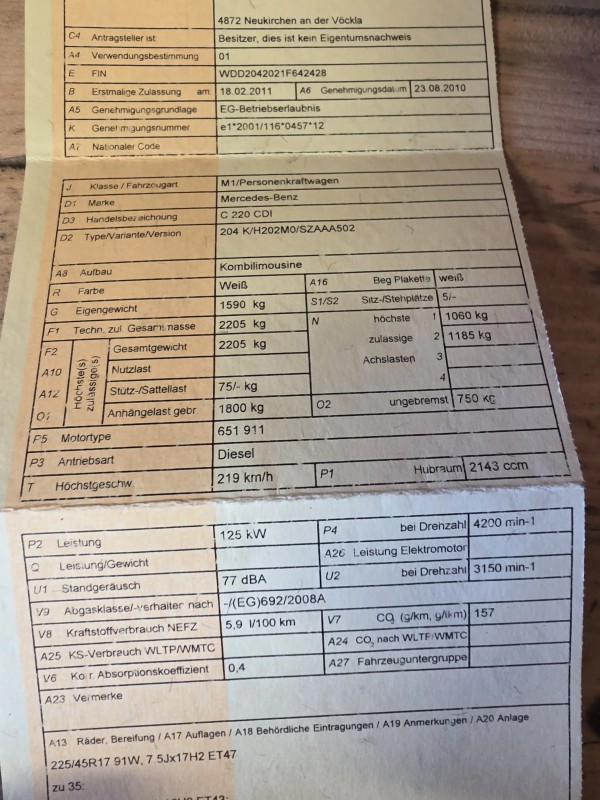 4872 Neukirchen an der Vöckla
C4 Antragsteller ist: Besitzer, dies ist kein Eigentumsnachweis
A4 Verwendungsbestimmung 01
E FIN WDD2042021F642428
B Erstmalige Zulassung am: 18.02.2011 A6 Genehmigungsdatum 23.08.2010
A5 Genehmigungsgrundlage EG-Betriebserlaubnis
K Genehmigungsnummer e1*2001/116*0457*12
A7 Nationaler Code
J Klasse / Fahrzeugart M1/Personenkraftwagen
D1 Marke Mercedes-Benz
D3 Handelsbezeichnung C 220 CDI
D2 Type/Variante/Version 204 K/H202M0/SZAAA502
A8 Aufbau Kombilimousine
R Farbe Weiß A16 Beg Plakette weiß
G Eigengewicht 1590 kg S1/S2 Sitz-/Stehplätze 5/-
F1 Techn. zul. Gesamtmasse 2205 kg N höchste 1 1060 kg
F2 Höchste(s) zulässige(s) Gesamtgewicht 2205 kg zulässige 2 1185 kg
A10 Nutzlast Achslasten 3
A12 Stütz-/Sattellast 75/- kg 4
O1 Anhängelast gebr. 1800 kg O2 ungebremst 750 kg
P5 Motortype 651 911
P3 Antriebsart Diesel
T Höchstgeschw. 219 km/h P1 Hubraum 2143 ccm
P2 Leistung 125 kW P4 bei Drehzahl 4200 min-1
Q Leistung/Gewicht A26 Leistung Elektromotor
U1 Standgeräusch 77 dBA U2 bei Drehzahl 3150 min-1
V9 Abgasklasse/-verhalten nach -/(EG)692/2008A
V8 Kraftstoffverbrauch NEFZ 5,9 l/100 km V7 CO2 (g/km, g/km) 157
A25 KS-Verbrauch WLTP/WMTC A24 CO2 nach WLTP/WMTC
V6 Korr. Absorptionskoeffizient 0,4 A27 Fahrzeuguntergruppe
A23 Vermerke
A13 Räder, Bereifung / A17 Auflagen / A18 Behördliche Eintragungen / A19 Anmerkungen / A20 Anlage
225/45R17 91W, 7.5Jx17H2 ET47
zu 35: